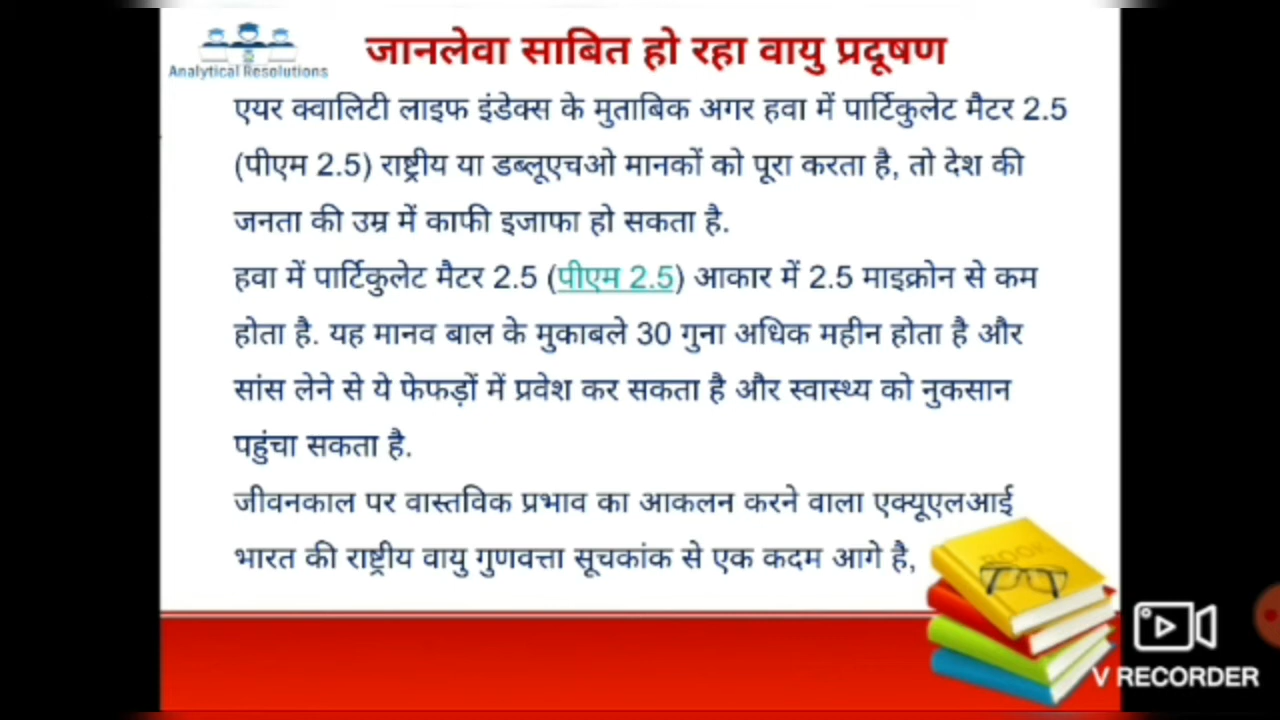 Analytical Resolutions
जानलेवा साबित हो रहा वायु प्रदूषण
एयर क्वालिटी लाइफ इंडेक्स के मुताबिक अगर हवा में पार्टिकुलेट मैटर 2.5
(पीएम 2.5) राष्ट्रीय या डब्लूएचओ मानकों को पूरा करता है, तो देश की
जनता की उम्र में काफी इजाफा हो सकता है.
हवा में पार्टिकुलेट मैटर 2.5 (पीएम 2.5) आकार में 2.5 माइक्रोन से कम
होता है. यह मानव बाल के मुकाबले 30 गुना अधिक महीन होता है और
सांस लेने से ये फेफड़ों में प्रवेश कर सकता है और स्वास्थ्य को नुकसान
पहुंचा सकता है.
जीवनकाल पर वास्तविक प्रभाव का आकलन करने वाला एक्यूएलआई
भारत की राष्ट्रीय वायु गुणवत्ता सूचकांक से एक कदम आगे है,
BOOK
V RECORDER